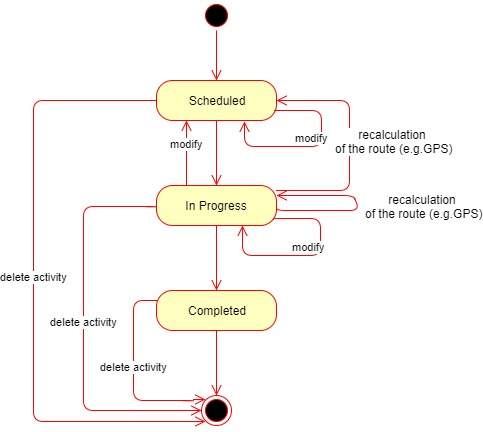 Scheduled
modify
modify
recalculation
of the route (e.g.GPS)
In Progress
recalculation
of the route (e.g.GPS)
modify
delete activity
Completed
delete activity
delete activity